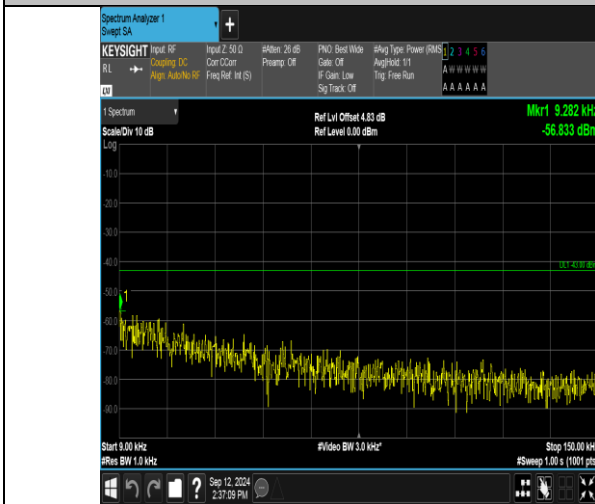 Spectrum Analyzer 1
Swept SA
+
KEYSIGHT Input: RF Input Z: 50 Ω #Atten: 26 dB PNO: Best Wide #Avg Type: Power (RMS 1 2 3 4 5 6
RL Coupling: DC Corr CCorr Preamp: Off Gate: Off Avg|Hold: 1/1 A W W W W W
Align: Auto/No RF Freq Ref: Int (S) IF Gain: Low Trig: Free Run
Sig Track: Off A A A A A A
1 Spectrum Ref Lvl Offset 4.83 dB Mkr1 9.282 kHz
Scale/Div 10 dB Ref Level 0.00 dBm -56.833 dBm
Log
-10.0
-20.0
-30.0
-40.0
DL1 -43.00 dBm
-50.0
1
-60.0
-70.0
-80.0
-90.0
Start 9.00 kHz #Video BW 3.0 kHz* Stop 150.00 kHz
#Res BW 1.0 kHz #Sweep 1.00 s (1001 pts
? Sep 12, 2024
2:37:09 PM